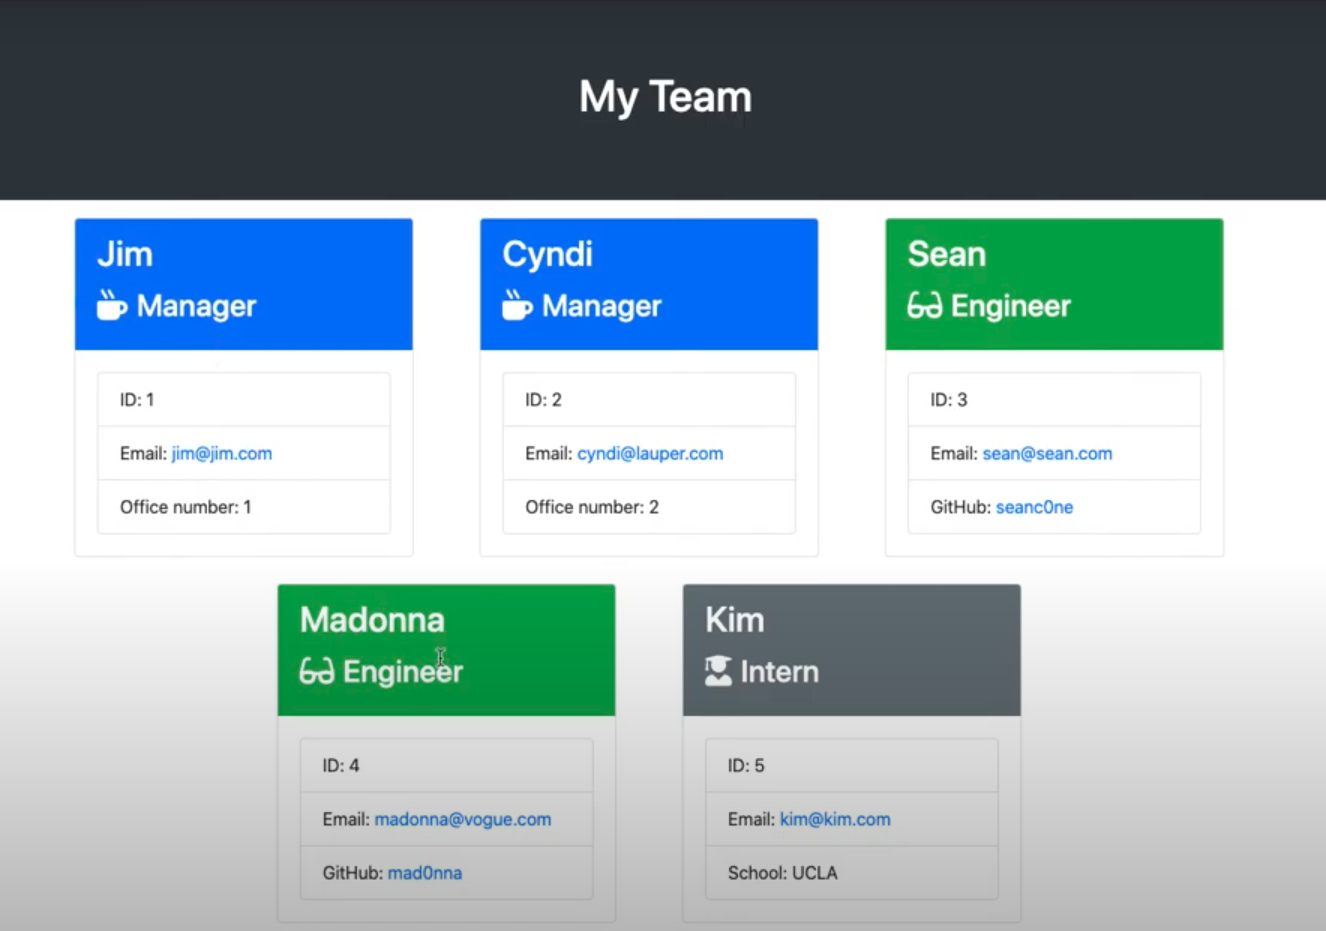 My Team
Jim
Manager
ID: 1
Email: jim@jim.com
Office number: 1
Cyndi
Manager
ID: 2
Email: cyndi@lauper.com
Office number: 2
Sean
Engineer
ID: 3
Email: sean@sean.com
GitHub: seanc0ne
Madonna
Engineer
ID: 4
Email: madonna@vogue.com
GitHub: mad0nna
Kim
Intern
ID: 5
Email: kim@kim.com
School: UCLA